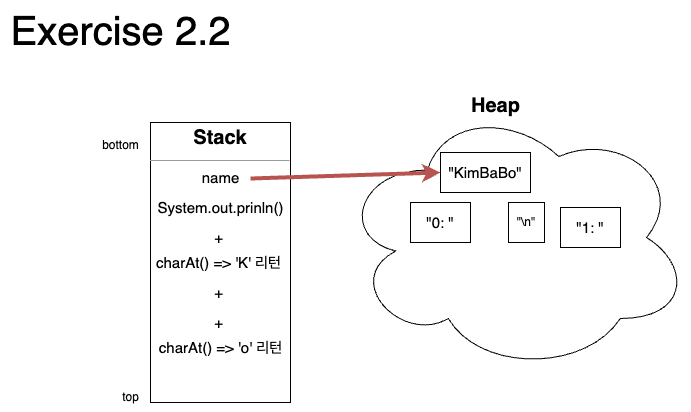 Exercise 2.2
Heap
bottom
Stack
name
"KimBaBo"
System.out.prinln()
"0: "
"\n"
"1: "
+
charAt() => 'K' 리턴
+
+
charAt() => 'o' 리턴
top